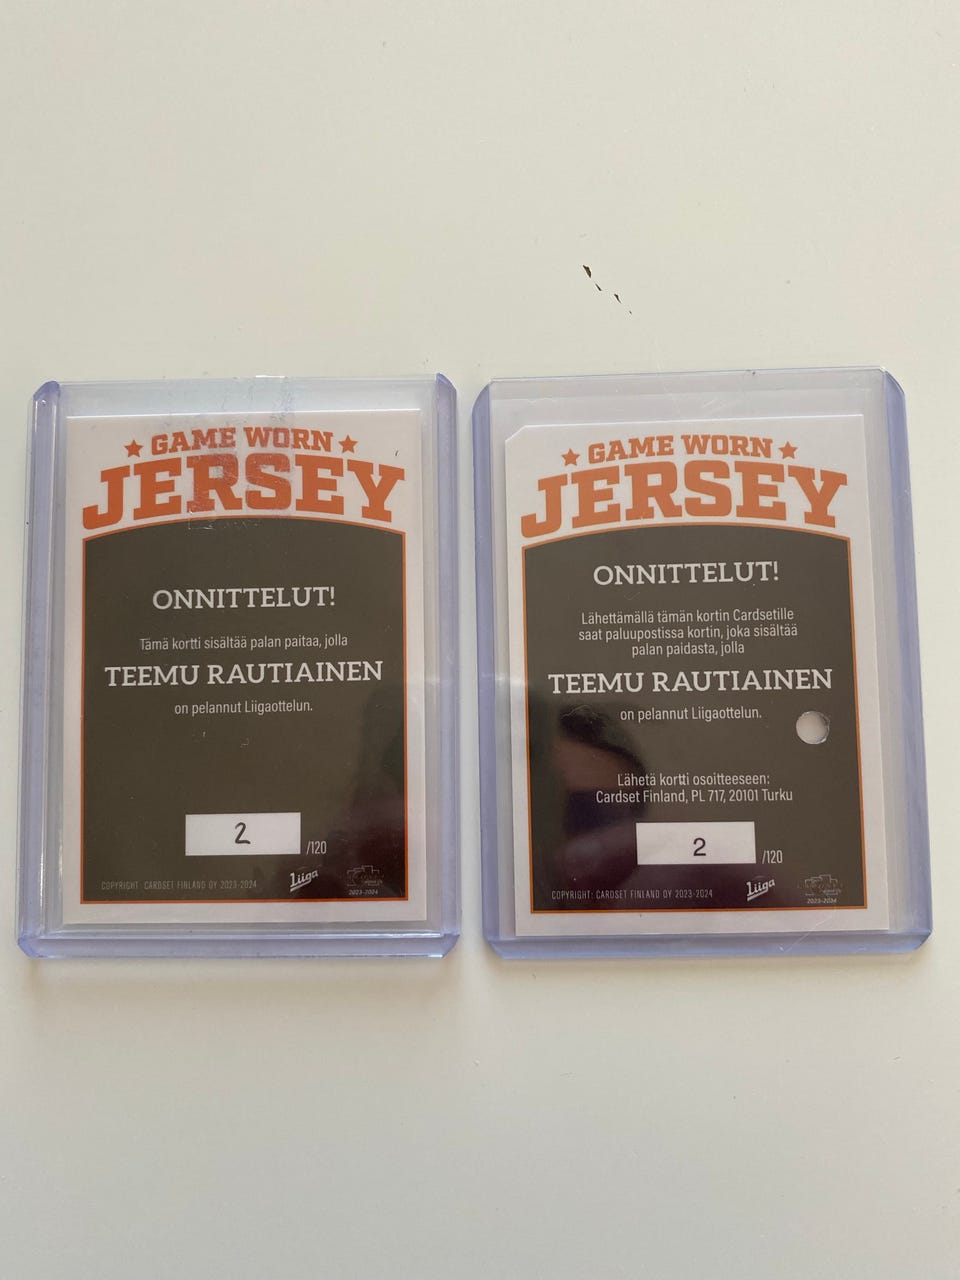 GAME WORN
JERSEY
ONNITTELUT!
Tämä kortti sisältää palan paitaa, jolla
TEEMU RAUTIAINEN
on pelannut Liigaottelun.
2
/120
COPYRIGHT: CARDSET FINLAND OY 2023-2024
Liiga
2023-2024
GAME WORN
JERSEY
ONNITTELUT!
Lähettämällä tämän kortin Cardsetille
saat paluupostissa kortin, joka sisältää
palan paidasta, jolla
TEEMU RAUTIAINEN
on pelannut Liigaottelun.
Lähetä kortti osoitteeseen:
Cardset Finland, PL 717, 20101 Turku
2
/120
COPYRIGHT: CARDSET FINLAND OY 2023-2024
Liiga
2023-2024